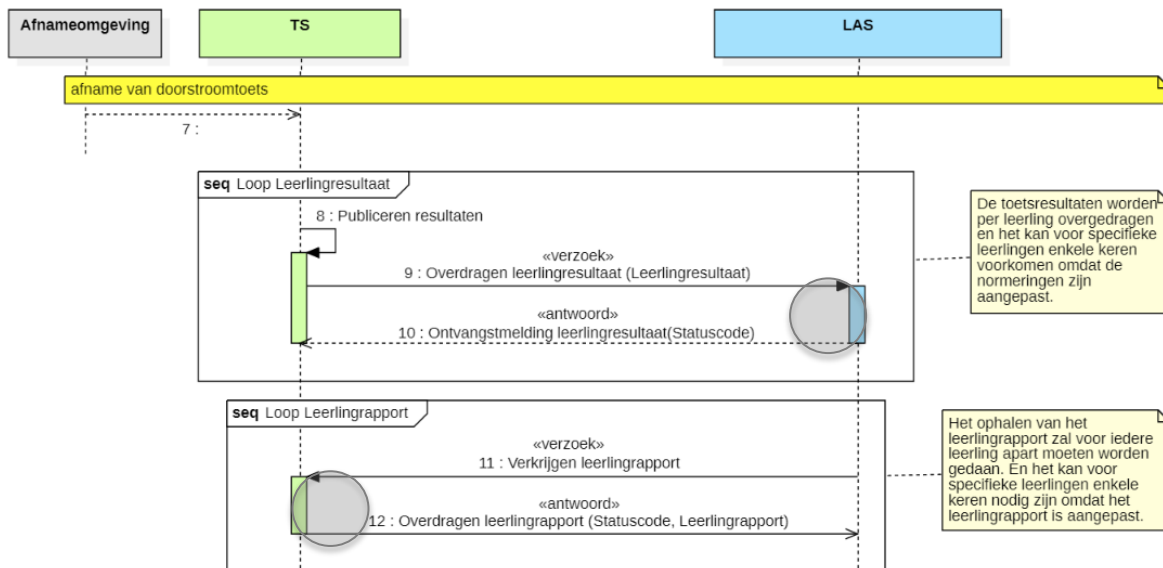 Afnameomgeving
TS
LAS
afname van doorstroomtoets
7 :
seq Loop Leerlingresultaat
8 : Publiceren resultaten
«verzoek»
9 : Overdragen leerlingresultaat (Leerlingresultaat)
«antwoord»
10 : Ontvangstmelding leerlingresultaat(Statuscode)
De toetsresultaten worden
per leerling overgedragen
en het kan voor specifieke
leerlingen enkele keren
voorkomen omdat de
normeringen zijn
aangepast.
seq Loop Leerlingrapport
«verzoek»
11 : Verkrijgen leerlingrapport
«antwoord»
12 : Overdragen leerlingrapport (Statuscode, Leerlingrapport)
Het ophalen van het
leerlingrapport zal voor iedere
leerling apart moeten worden
gedaan. En het kan voor
specifieke leerlingen enkele
keren nodig zijn omdat het
leerlingrapport is aangepast.